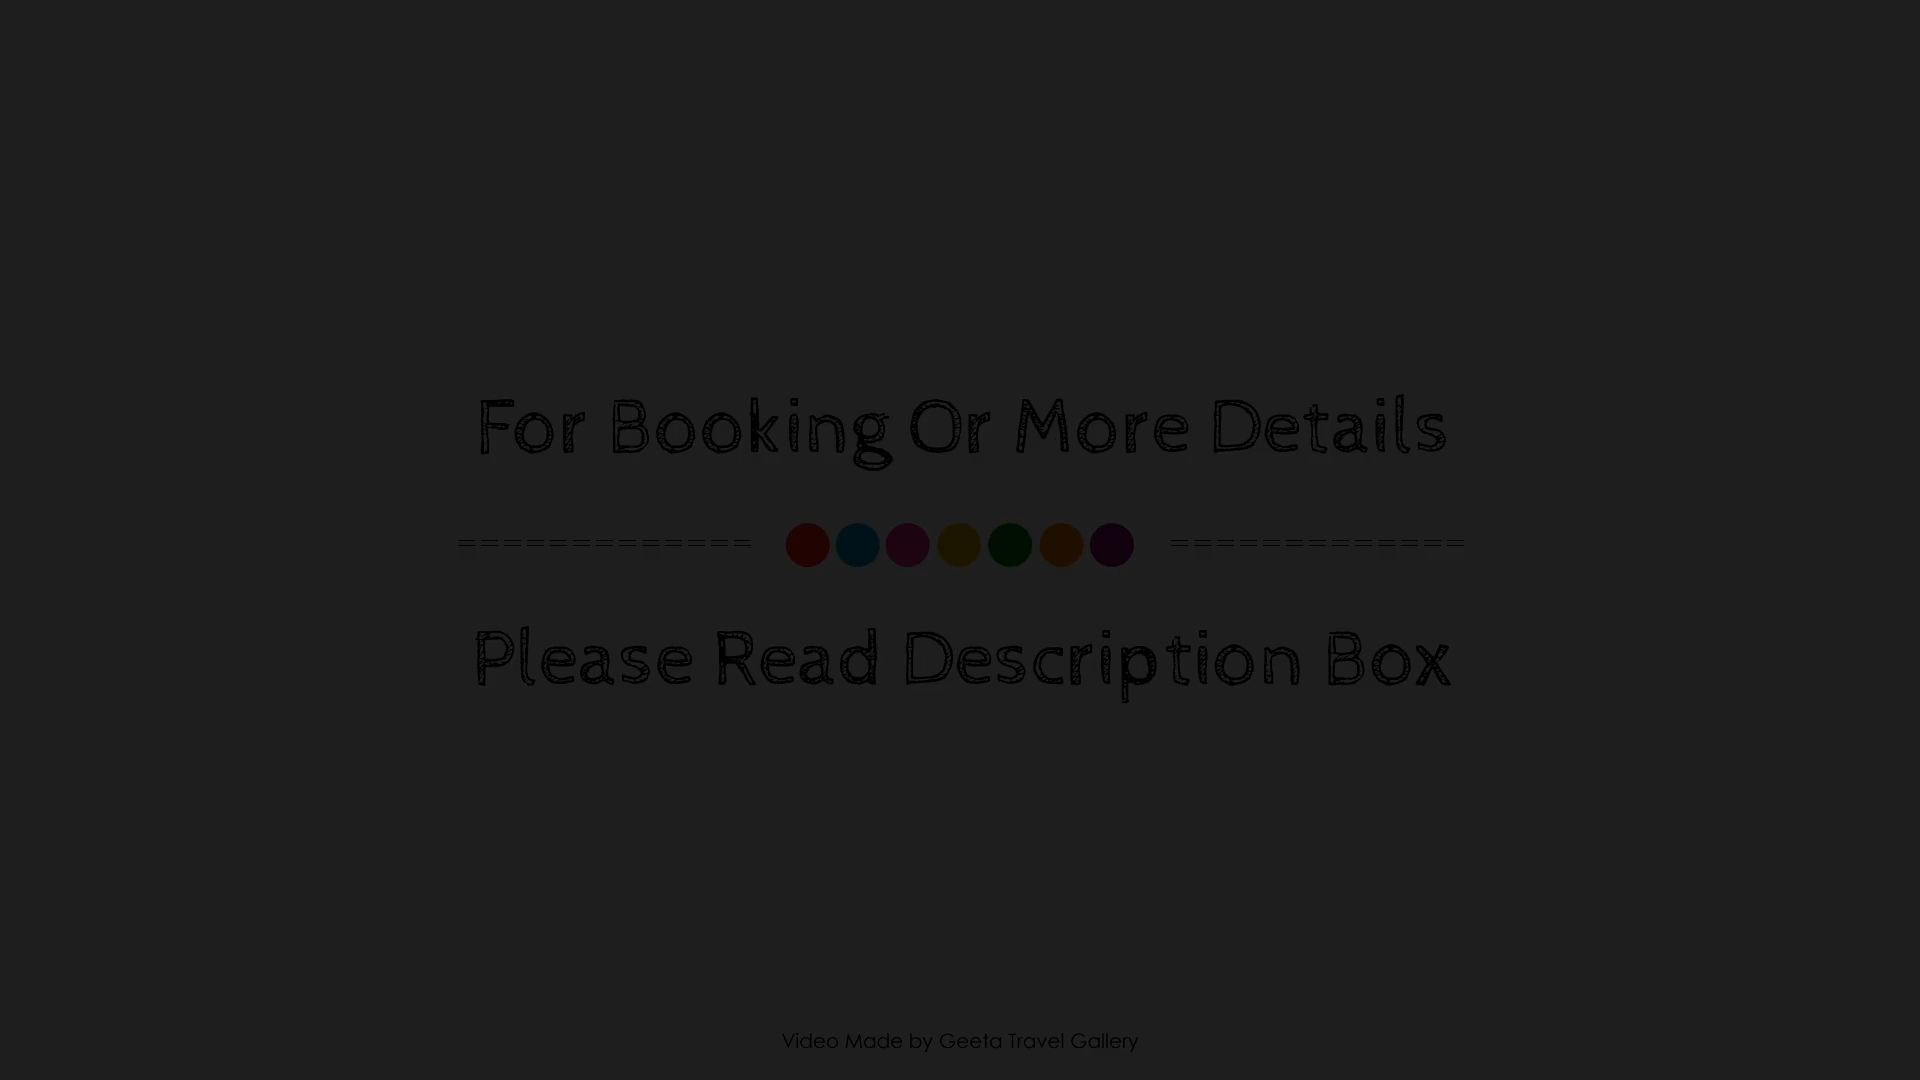 For Booking Or More Details
============= =============
Please Read Description Box
Video Made by Geeta Travel Gallery